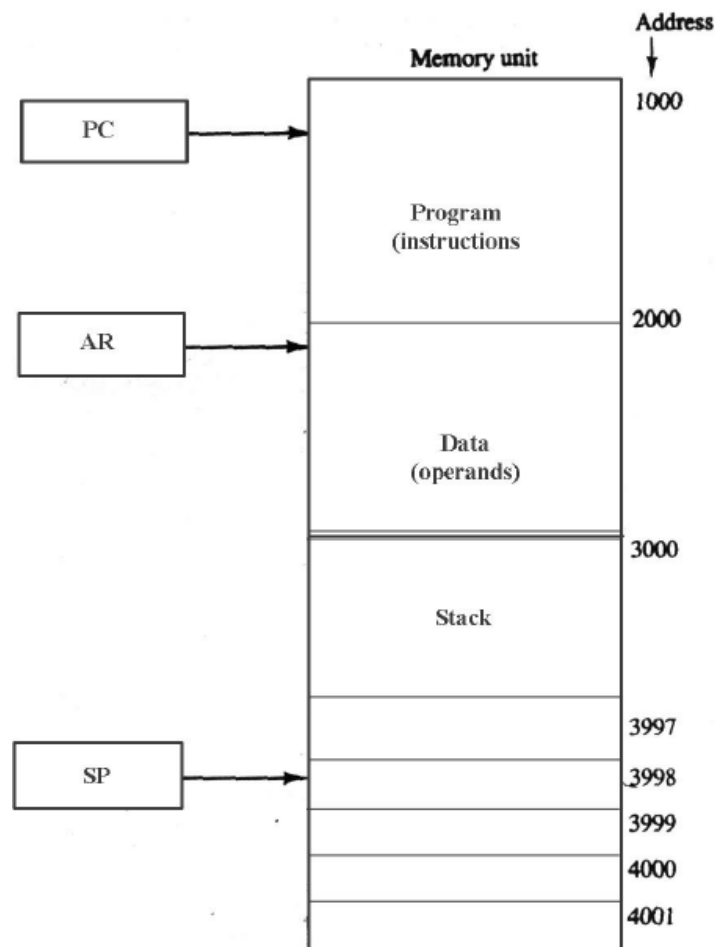 Address
Memory unit
1000
PC
Program
(instructions
2000
AR
Data
(operands)
3000
Stack
3997
SP
3998
3999
4000
4001